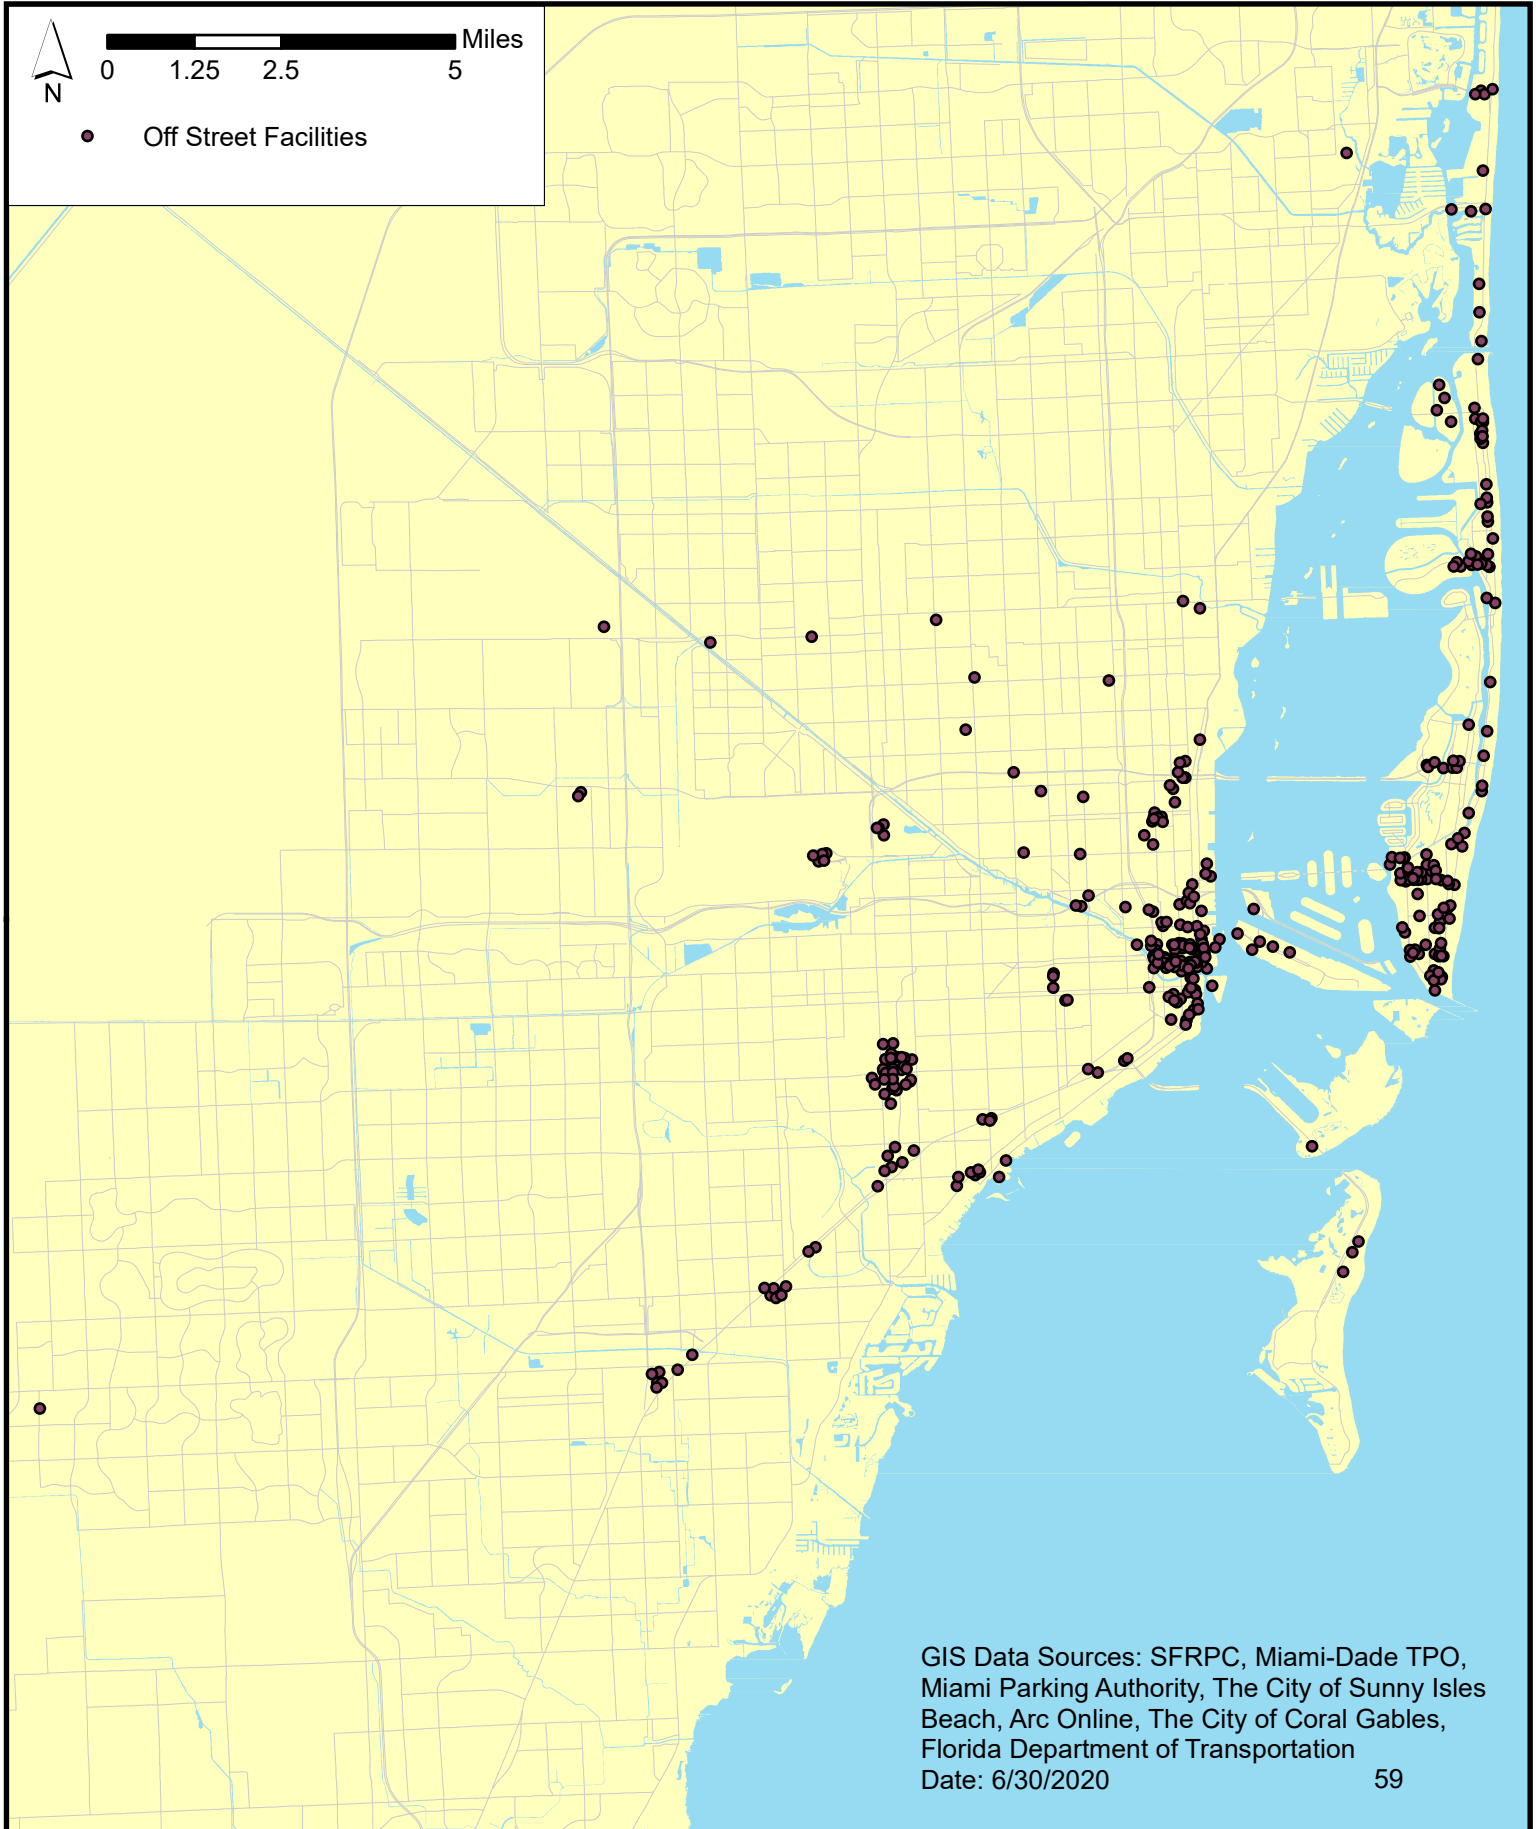 Miles
0 1.25 2.5 5
N
Off Street Facilities
GIS Data Sources: SFRPC, Miami-Dade TPO,
Miami Parking Authority, The City of Sunny Isles
Beach, Arc Online, The City of Coral Gables,
Florida Department of Transportation
Date: 6/30/2020 59